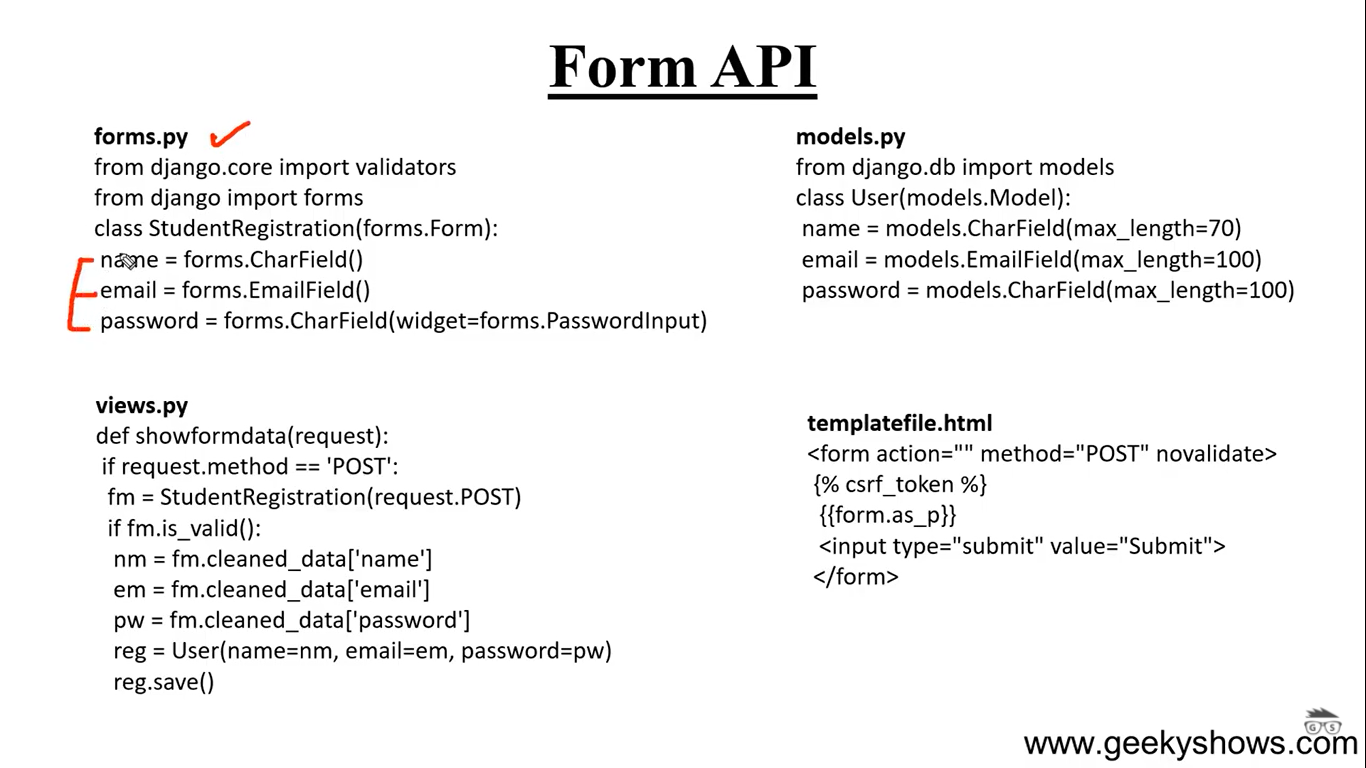 Form API
forms.py
from django.core import validators
from django import forms
class StudentRegistration(forms.Form):
name = forms.CharField()
email = forms.EmailField()
password = forms.CharField(widget=forms.PasswordInput)
models.py
from django.db import models
class User(models.Model):
name = models.CharField(max_length=70)
email = models.EmailField(max_length=100)
password = models.CharField(max_length=100)
views.py
def showformdata(request):
if request.method == 'POST':
fm = StudentRegistration(request.POST)
if fm.is_valid():
nm = fm.cleaned_data['name']
em = fm.cleaned_data['email']
pw = fm.cleaned_data['password']
reg = User(name=nm, email=em, password=pw)
reg.save()
templatefile.html
<form action="" method="POST" novalidate>
{% csrf_token %}
{{form.as_p}}
<input type="submit" value="Submit">
</form>
G S
www.geekyshows.com